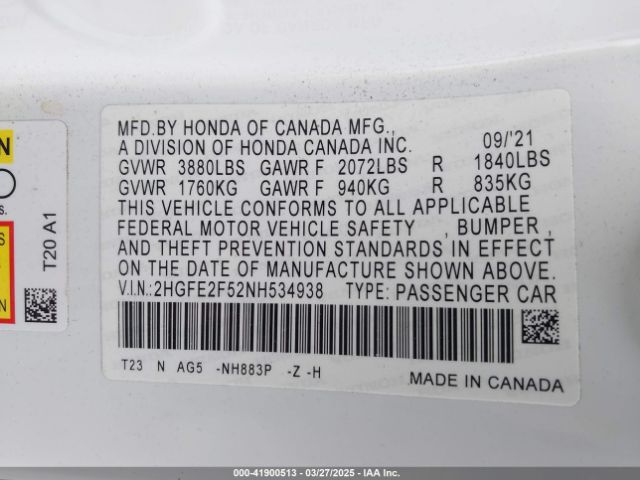 MFD.BY HONDA OF CANADA MFG.,
A DIVISION OF HONDA CANADA INC. 09/'21
GVWR 3880LBS GAWR F 2072LBS R 1840LBS
GVWR 1760KG GAWR F 940KG R 835KG
THIS VEHICLE CONFORMS TO ALL APPLICABLE
FEDERAL MOTOR VEHICLE SAFETY , BUMPER ,
AND THEFT PREVENTION STANDARDS IN EFFECT
ON THE DATE OF MANUFACTURE SHOWN ABOVE.
V.I.N.:2HGFE2F52NH534938 TYPE: PASSENGER CAR
T23 N AG5 -NH883P -Z -H
MADE IN CANADA
T20 A1
000-41900513 - 03/27/2025 - IAA Inc.